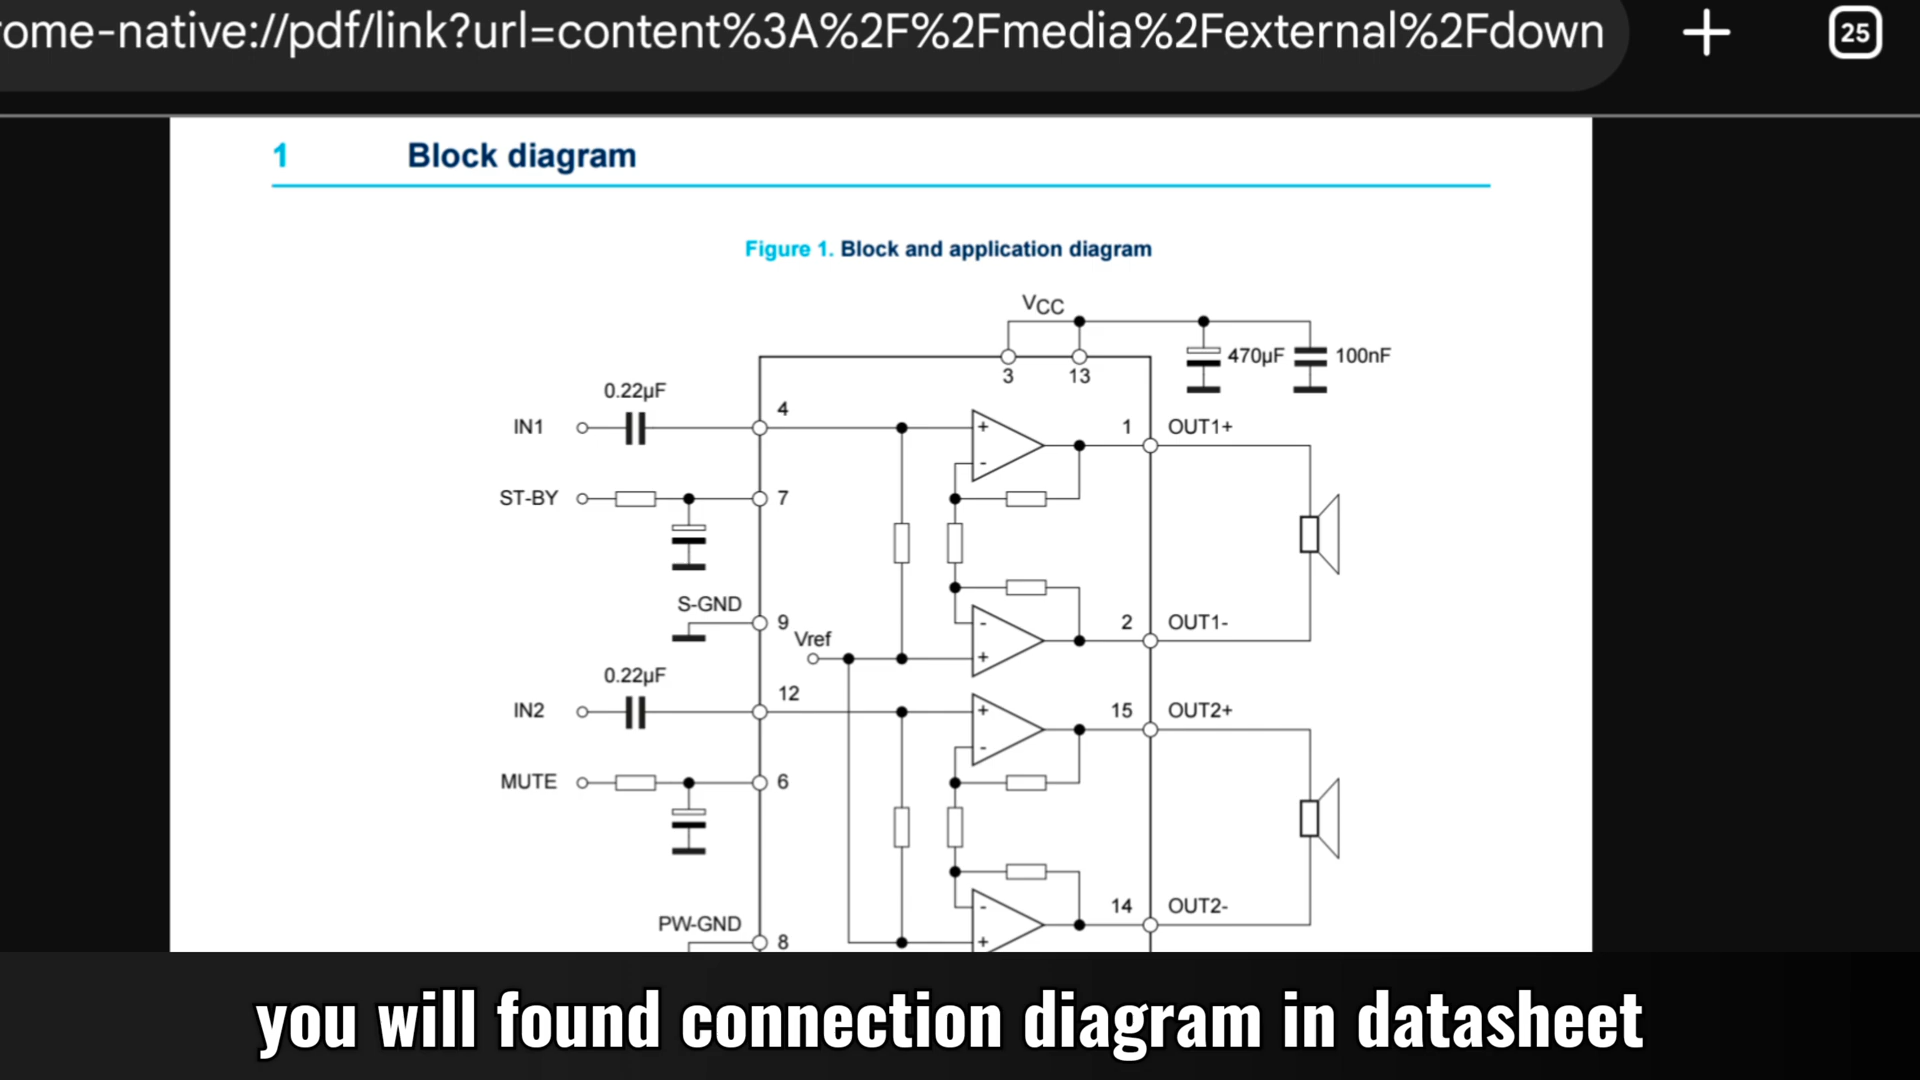 ome-native://pdf/link?url=content%3A%2F%2Fmedia%2Fexternal%2Fdown
25
1 Block diagram
Figure 1. Block and application diagram
VCC
3 13
470µF 100nF
0.22µF
IN1 4
1 OUT1+
ST-BY 7
S-GND 9
Vref
2 OUT1-
0.22µF
IN2 12
15 OUT2+
MUTE 6
14 OUT2-
PW-GND 8
+
-
-
+
+
-
-
+
you will found connection diagram in datasheet